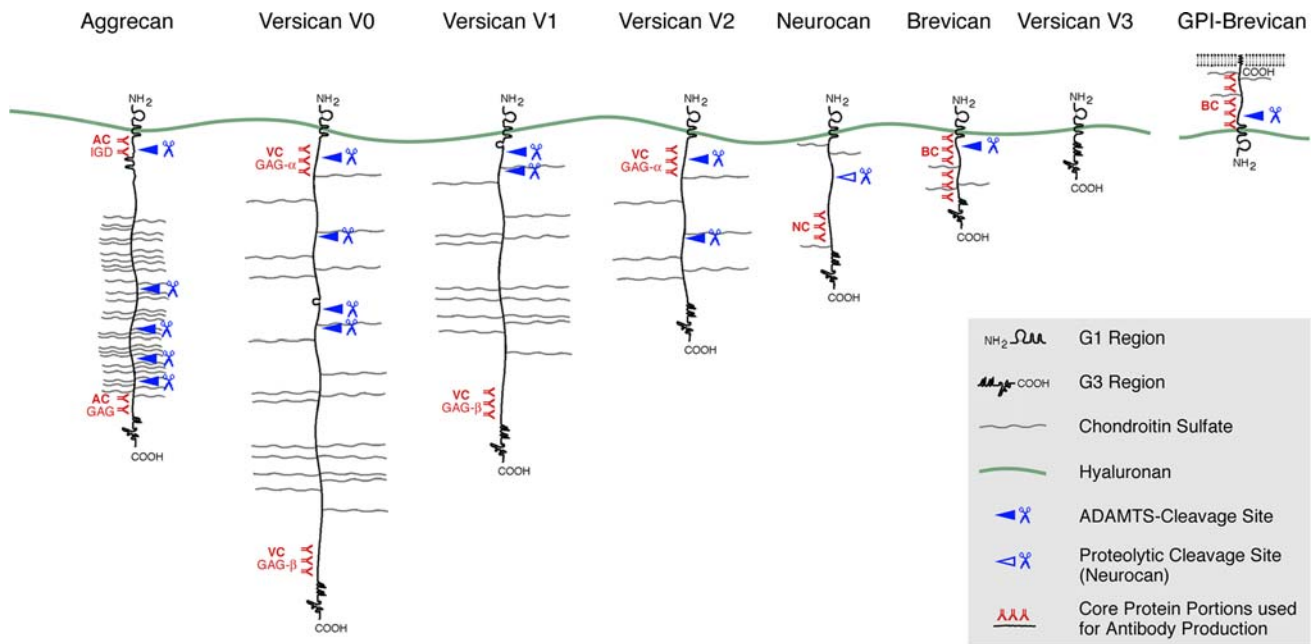 Aggrecan
Versican V0
Versican V1
Versican V2
Neurocan
Brevican
Versican V3
GPI-Brevican
NH2
AC
IGD
AC
GAG
COOH
NH2
VC
GAG-α
VC
GAG-β
COOH
NH2
VC
GAG-β
COOH
NH2
VC
GAG-α
COOH
NH2
NC
COOH
NH2
BC
COOH
NH2
COOH
COOH
BC
NH2
NH2 G1 Region
COOH G3 Region
Chondroitin Sulfate
Hyaluronan
ADAMTS-Cleavage Site
Proteolytic Cleavage Site
(Neurocan)
Core Protein Portions used
for Antibody Production